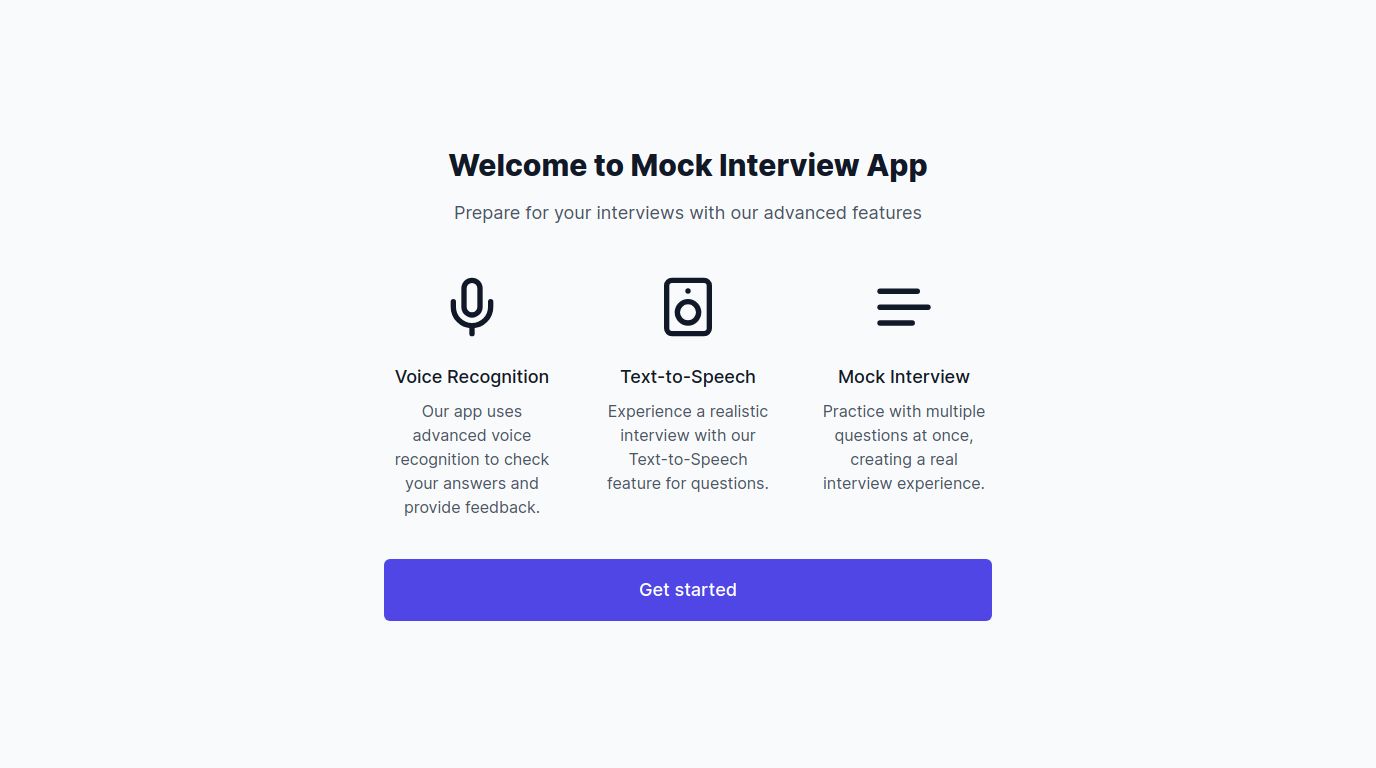 Welcome to Mock Interview App
Prepare for your interviews with our advanced features
Voice Recognition
Our app uses
advanced voice
recognition to check
your answers and
provide feedback.
Text-to-Speech
Experience a realistic
interview with our
Text-to-Speech
feature for questions.
Mock Interview
Practice with multiple
questions at once,
creating a real
interview experience.
Get started